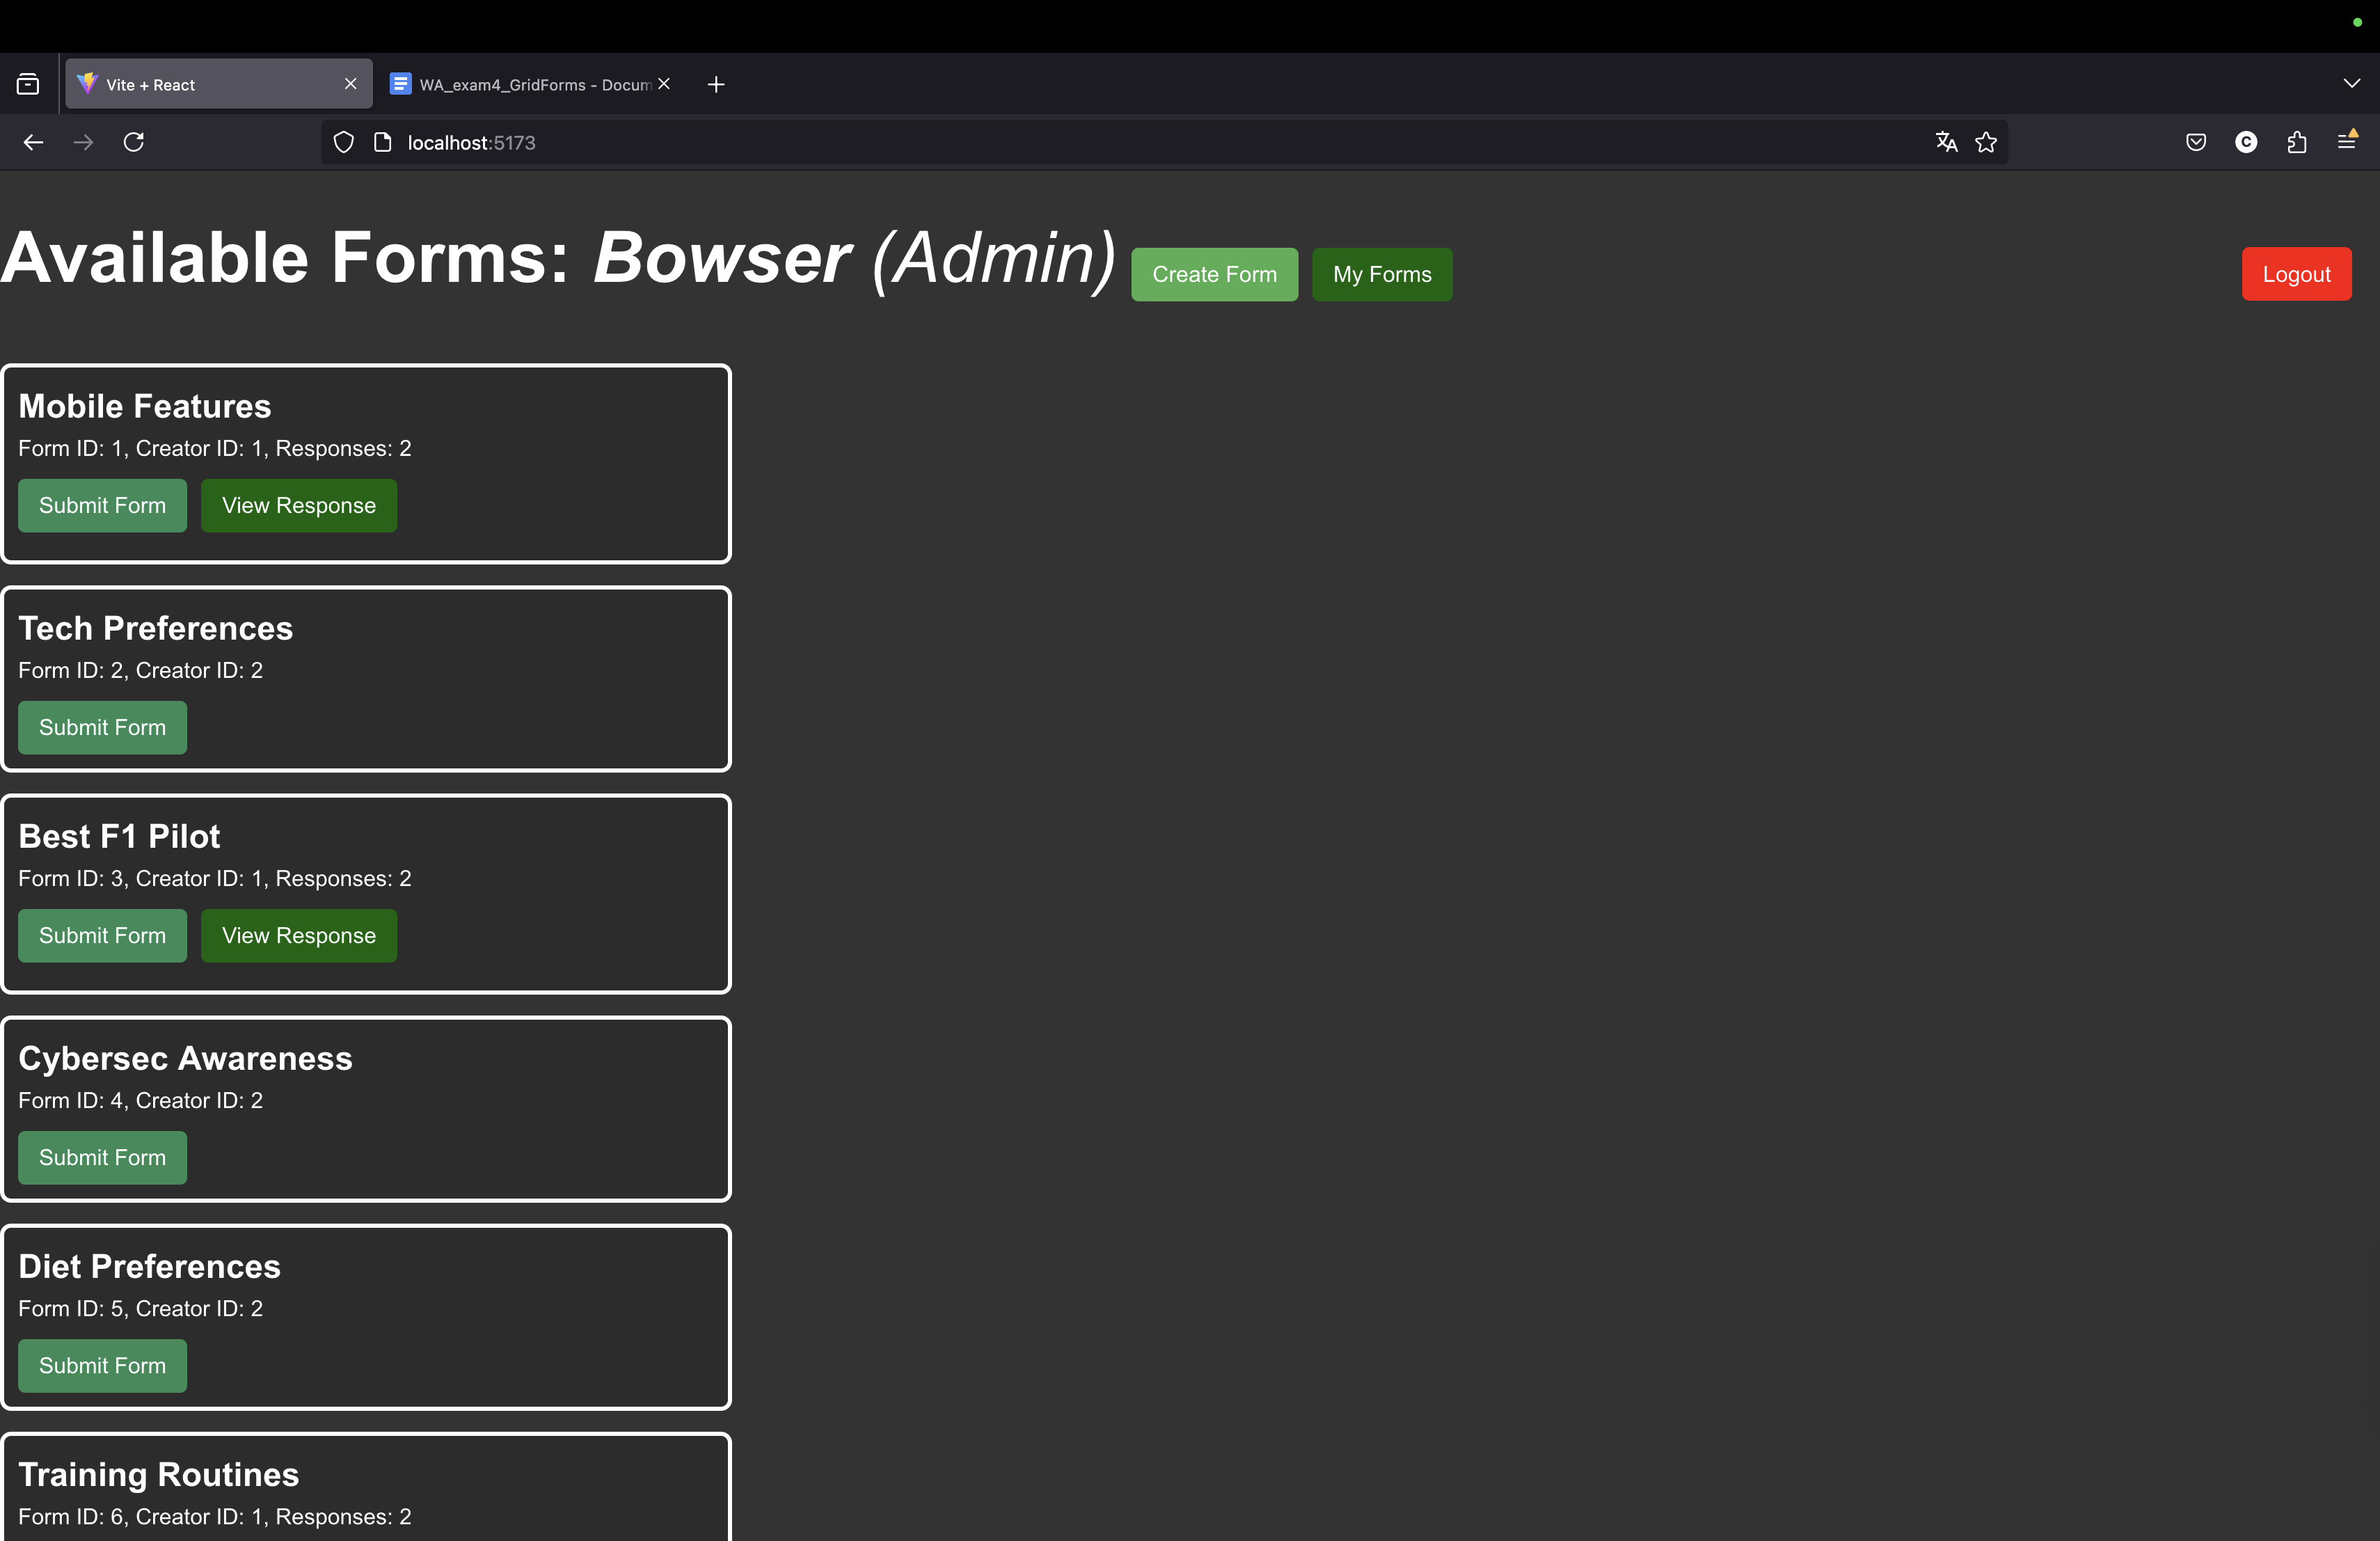 Vite + React
WA_exam4_GridForms - Docum
localhost:5173
C
Available Forms: Bowser (Admin)
Create Form
My Forms
Logout
Mobile Features
Form ID: 1, Creator ID: 1, Responses: 2
Submit Form
View Response
Tech Preferences
Form ID: 2, Creator ID: 2
Submit Form
Best F1 Pilot
Form ID: 3, Creator ID: 1, Responses: 2
Submit Form
View Response
Cybersec Awareness
Form ID: 4, Creator ID: 2
Submit Form
Diet Preferences
Form ID: 5, Creator ID: 2
Submit Form
Training Routines
Form ID: 6, Creator ID: 1, Responses: 2